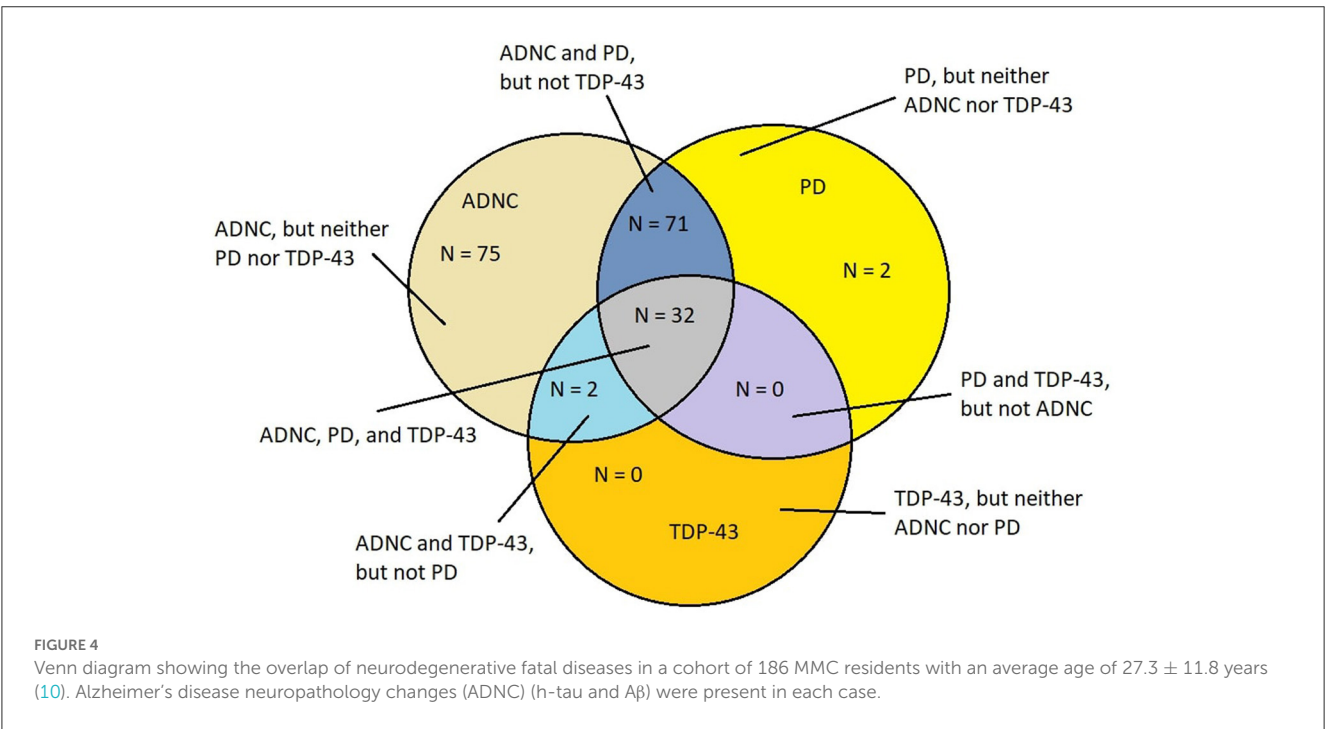 ADNC and PD,
but not TDP-43
PD, but neither
ADNC nor TDP-43
ADNC
PD
N = 71
ADNC, but neither
PD nor TDP-43
N = 75
N = 2
N = 32
N = 2
N = 0
PD and TDP-43,
but not ADNC
ADNC, PD, and TDP-43
N = 0
TDP-43, but neither
ADNC nor PD
TDP-43
ADNC and TDP-43,
but not PD
FIGURE 4
Venn diagram showing the overlap of neurodegenerative fatal diseases in a cohort of 186 MMC residents with an average age of 27.3 ± 11.8 years
(10). Alzheimer's disease neuropathology changes (ADNC) (h-tau and Aβ) were present in each case.